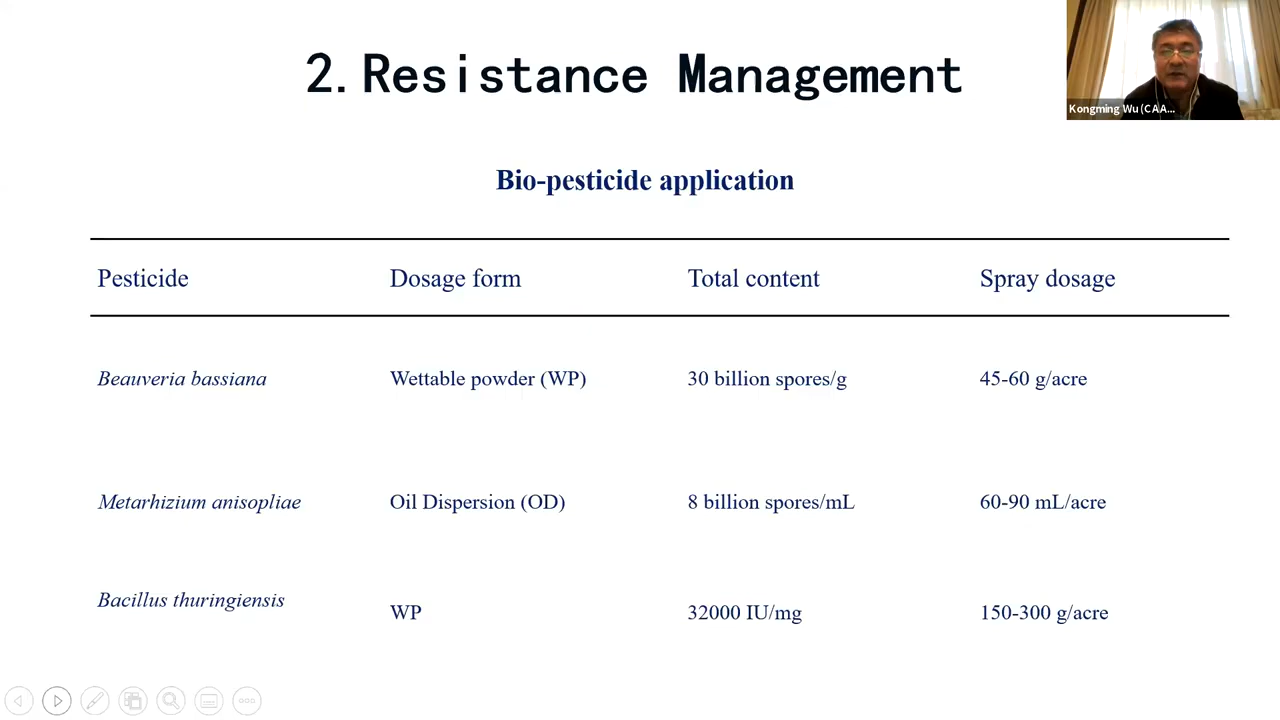 2.Resistance Management
Kongming Wu (CAA...
Bio-pesticide application
Pesticide Dosage form Total content Spray dosage
Beauveria bassiana Wettable powder (WP) 30 billion spores/g 45-60 g/acre
Metarhizium anisopliae Oil Dispersion (OD) 8 billion spores/mL 60-90 mL/acre
Bacillus thuringiensis WP 32000 IU/mg 150-300 g/acre